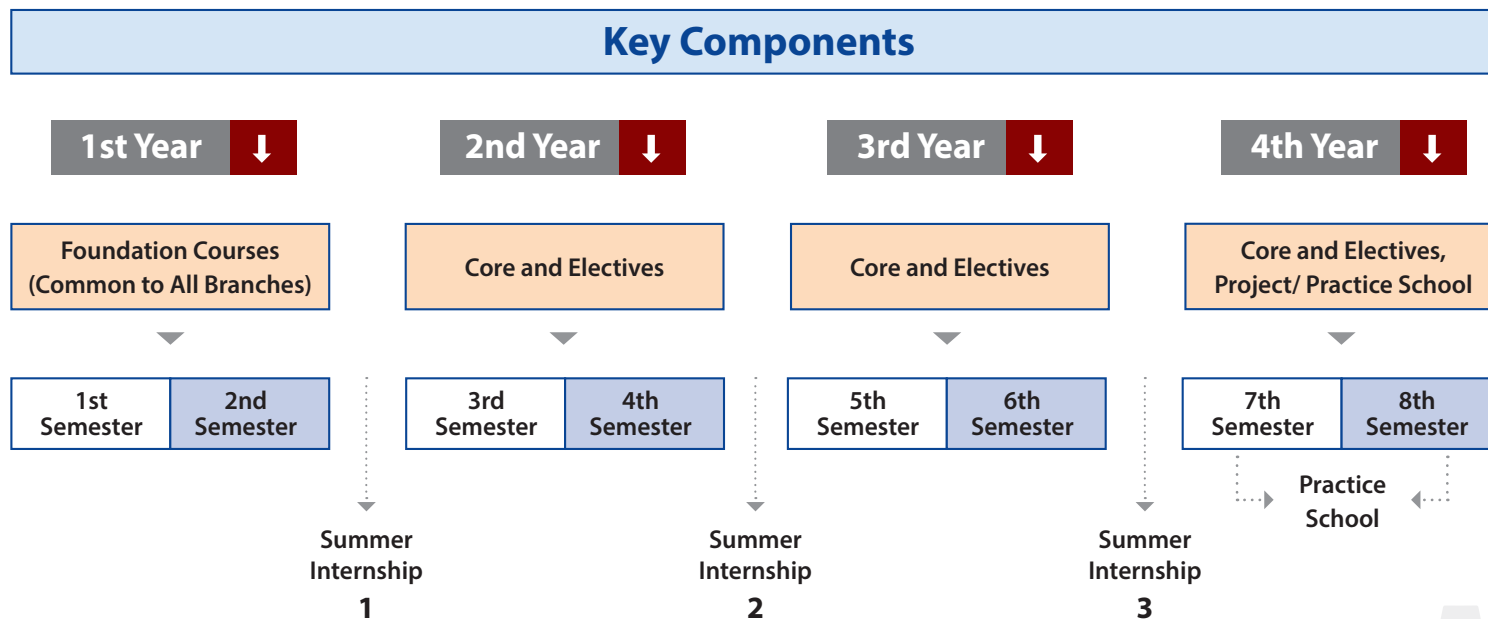 Key Components
1st Year
2nd Year
3rd Year
4th Year
Foundation Courses
(Common to All Branches)
Core and Electives
Core and Electives
Core and Electives,
Project/ Practice School
1st
Semester
2nd
Semester
3rd
Semester
4th
Semester
5th
Semester
6th
Semester
7th
Semester
8th
Semester
Practice
School
Summer
Internship
1
Summer
Internship
2
Summer
Internship
3